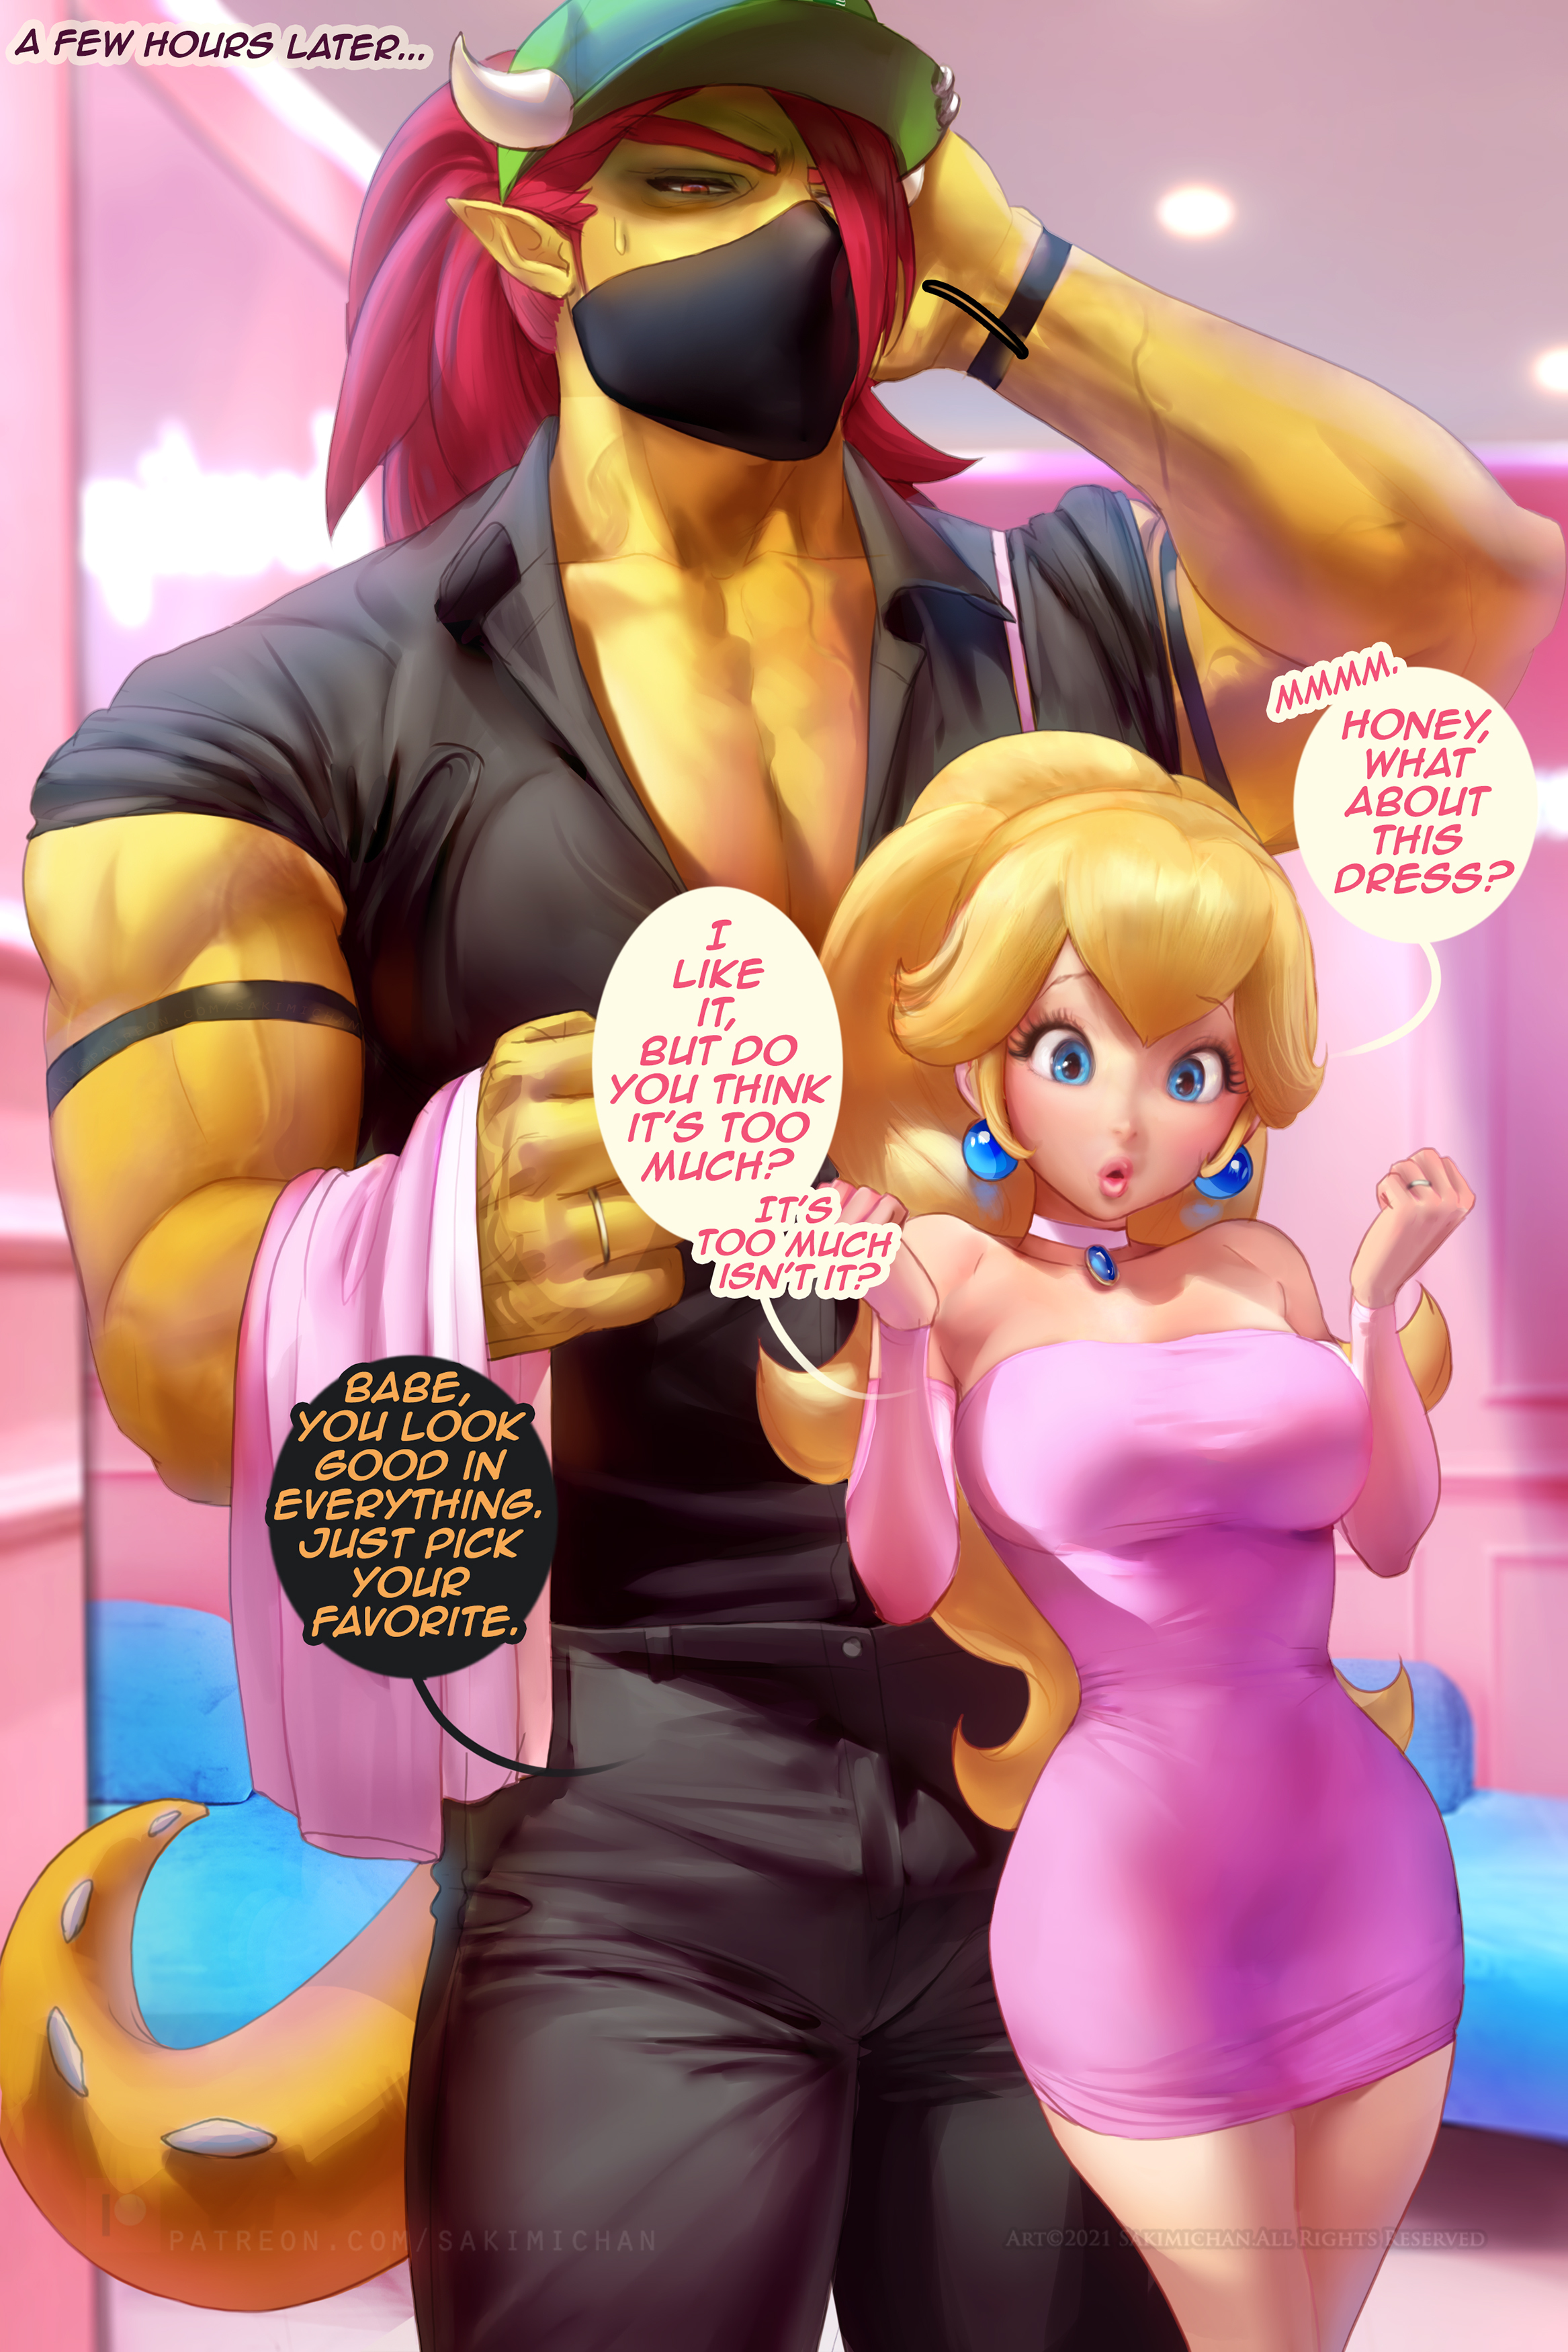 A FEW HOURS LATER...
MMMM.
HONEY,
WHAT
ABOUT
THIS
DRESS?
I
LIKE
IT,
BUT DO
YOU THINK
IT'S TOO
MUCH?
IT'S
TOO MUCH
ISN'T IT?
BABE,
YOU LOOK
GOOD IN
EVERYTHING.
JUST PICK
YOUR
FAVORITE.
PATREON.COM/SAKIMICHAN
ART©2021 SAKIMICHAN.ALL RIGHTS RESERVED